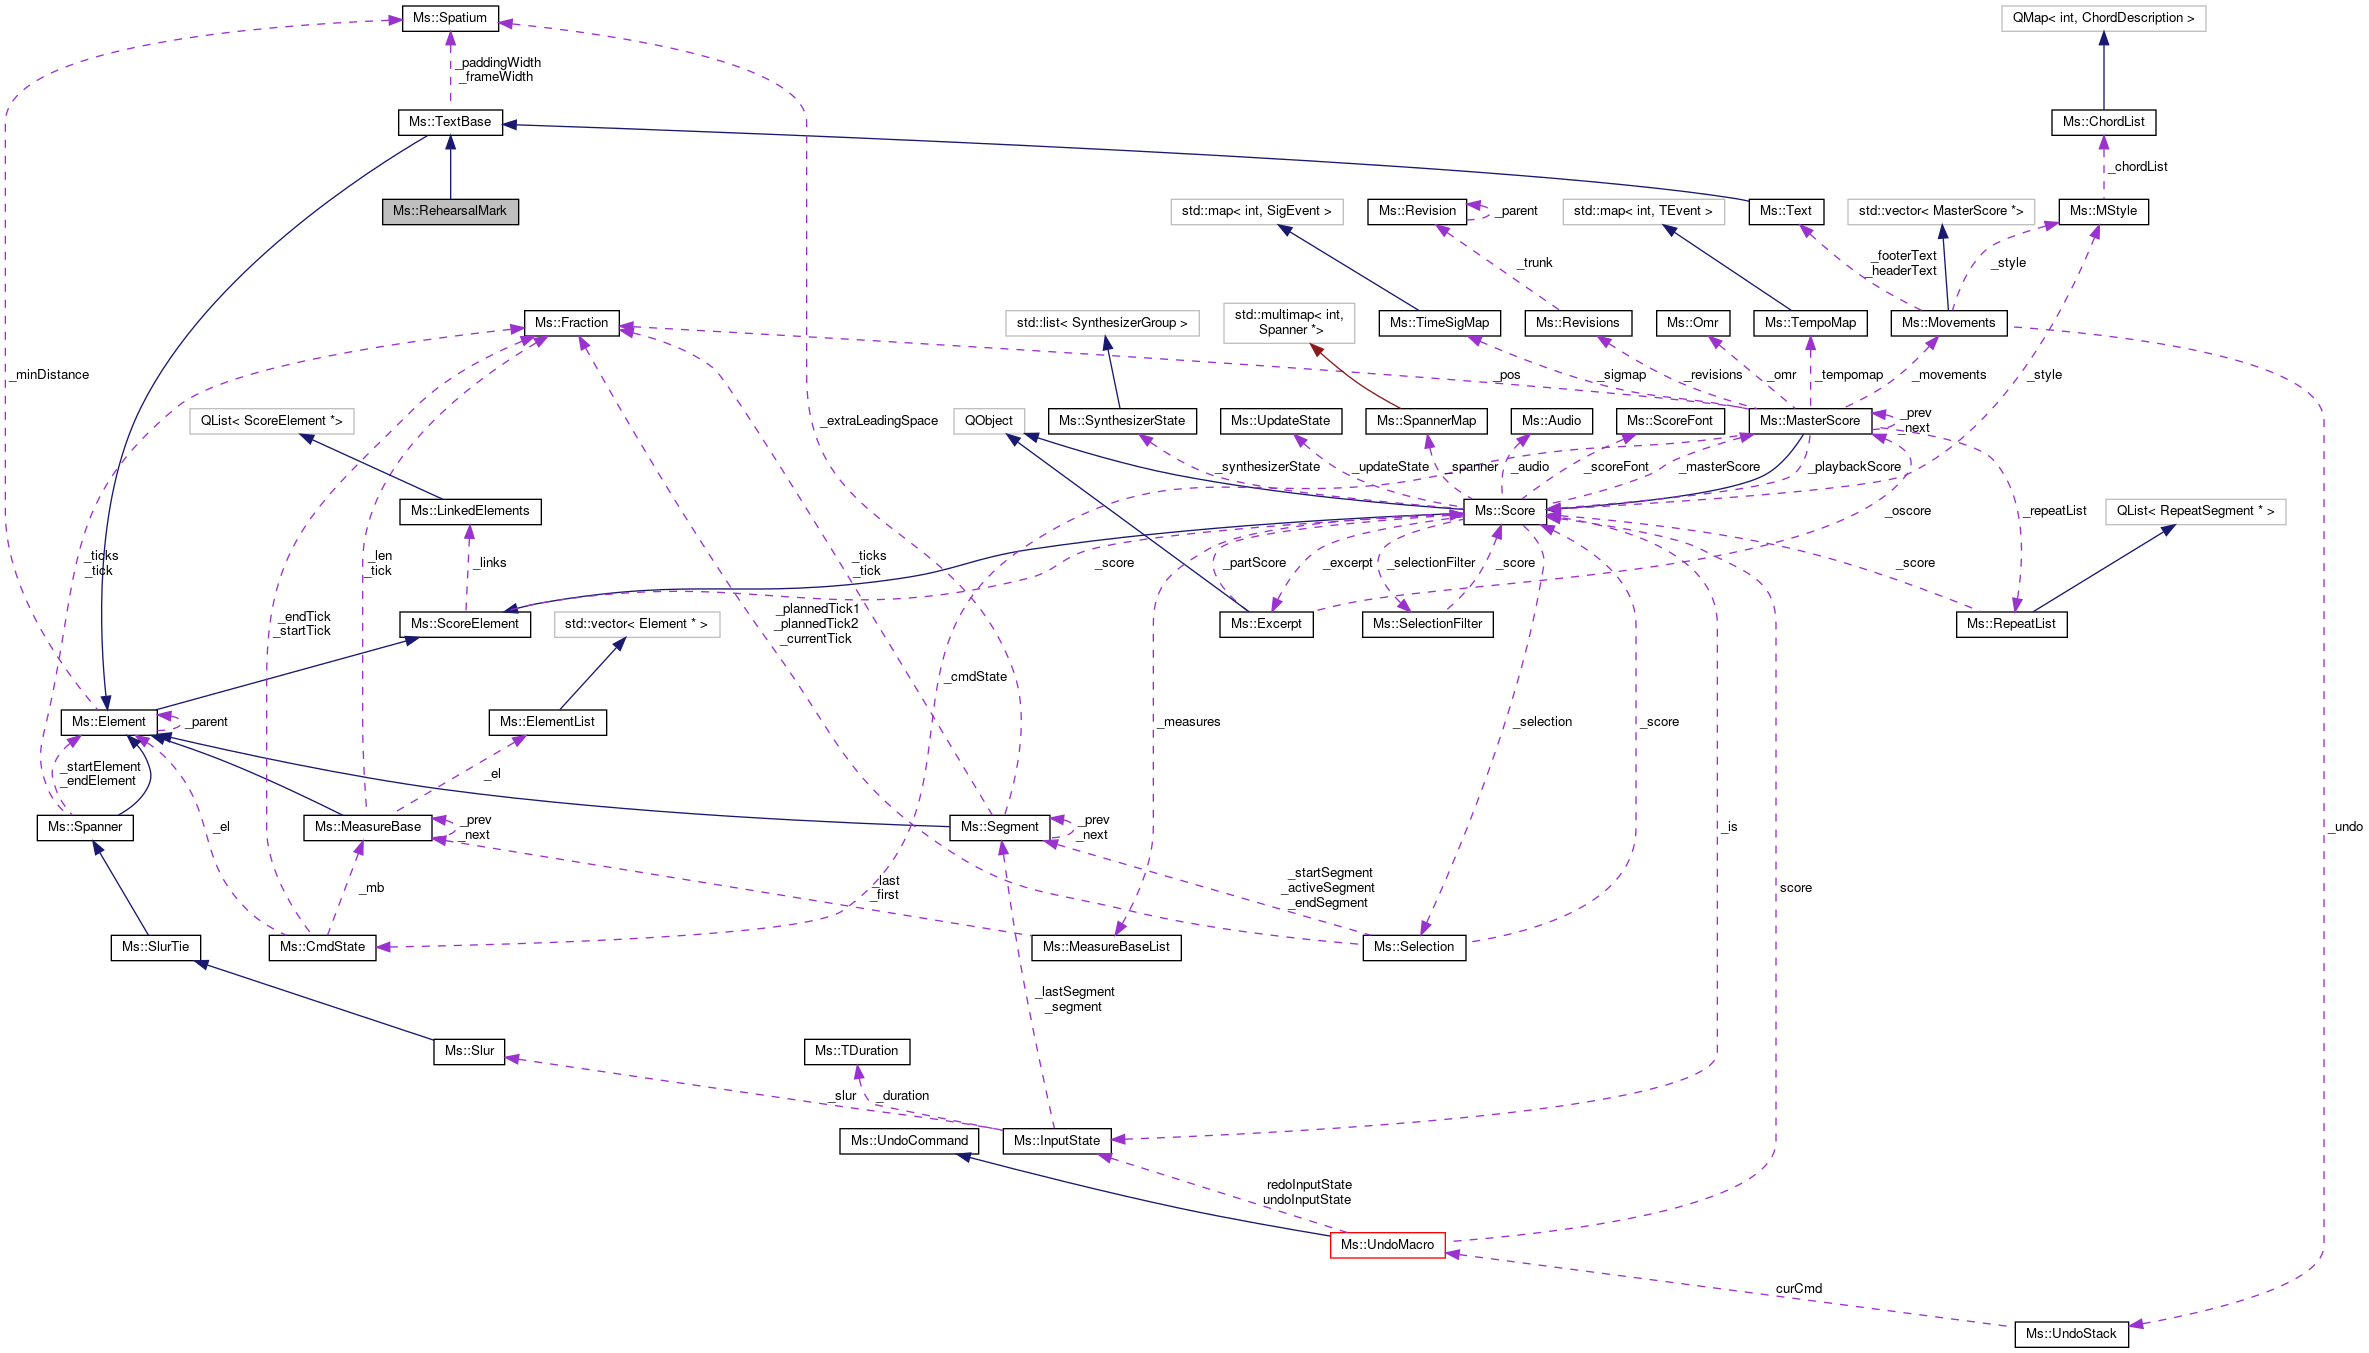 Ms::Spatium
QMap< int, ChordDescription >
_paddingWidth
_frameWidth
Ms::TextBase
Ms::ChordList
_chordList
Ms::RehearsalMark
std::map< int, SigEvent >
Ms::Revision
_parent
std::map< int, TEvent >
Ms::Text
std::vector< MasterScore *>
Ms::MStyle
_footerText
_headerText
_style
_trunk
Ms::Fraction
std::list< SynthesizerGroup >
std::multimap< int,
Spanner *>
Ms::TimeSigMap
Ms::Revisions
Ms::Omr
Ms::TempoMap
Ms::Movements
_minDistance
_pos
_sigmap
_revisions
_omr
_tempomap
_movements
_style
QList< ScoreElement *>
_extraLeadingSpace
QObject
Ms::SynthesizerState
Ms::UpdateState
Ms::SpannerMap
Ms::Audio
Ms::ScoreFont
Ms::MasterScore
_prev
_next
_synthesizerState
_updateState
_spanner
_audio
_scoreFont
_masterScore
_playbackScore
Ms::LinkedElements
Ms::Score
_oscore
_repeatList
QList< RepeatSegment * >
_ticks
_tick
_len
_tick
_links
_ticks
_tick
_score
_partScore
_excerpt
_selectionFilter
_score
_score
_endTick
_startTick
Ms::ScoreElement
std::vector< Element * >
_plannedTick1
_plannedTick2
_currentTick
Ms::Excerpt
Ms::SelectionFilter
Ms::RepeatList
_cmdState
Ms::Element
_parent
Ms::ElementList
_measures
_selection
_score
_startElement
_endElement
_el
Ms::Spanner
_el
Ms::MeasureBase
_prev
_next
Ms::Segment
_prev
_next
_is
_undo
_mb
_last
_first
_startSegment
_activeSegment
_endSegment
score
Ms::SlurTie
Ms::CmdState
Ms::MeasureBaseList
Ms::Selection
_lastSegment
_segment
Ms::Slur
Ms::TDuration
_slur
_duration
Ms::UndoCommand
Ms::InputState
redoInputState
undoInputState
Ms::UndoMacro
curCmd
Ms::UndoStack